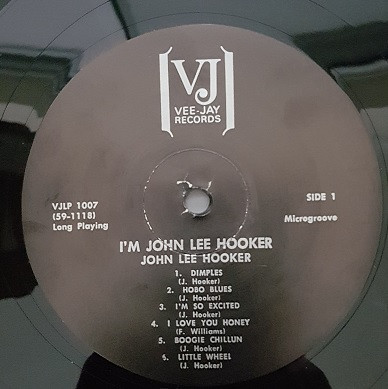 VJ
VEE-JAY
RECORDS
VJLP 1007
(59-1118)
Long Playing
SIDE 1
Microgroove
I'M JOHN LEE HOOKER
JOHN LEE HOOKER
1. DIMPLES
(J. Hooker)
2. HOBO BLUES
(J. Hooker)
3. I'M SO EXCITED
(J. Hooker)
4. I LOVE YOU HONEY
(F. Williams)
5. BOOGIE CHILLUN
(J. Hooker)
6. LITTLE WHEEL
(J. Hooker)